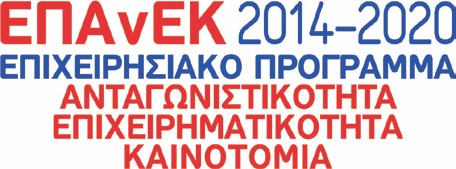 ΕΠΑνΕΚ 2014–2020
ΕΠΙΧΕΙΡΗΣΙΑΚΟ ΠΡΟΓΡΑΜΜΑ
ΑΝΤΑΓΩΝΙΣΤΙΚΟΤΗΤΑ
ΕΠΙΧΕΙΡΗΜΑΤΙΚΟΤΗΤΑ
ΚΑΙΝΟΤΟΜΙΑ